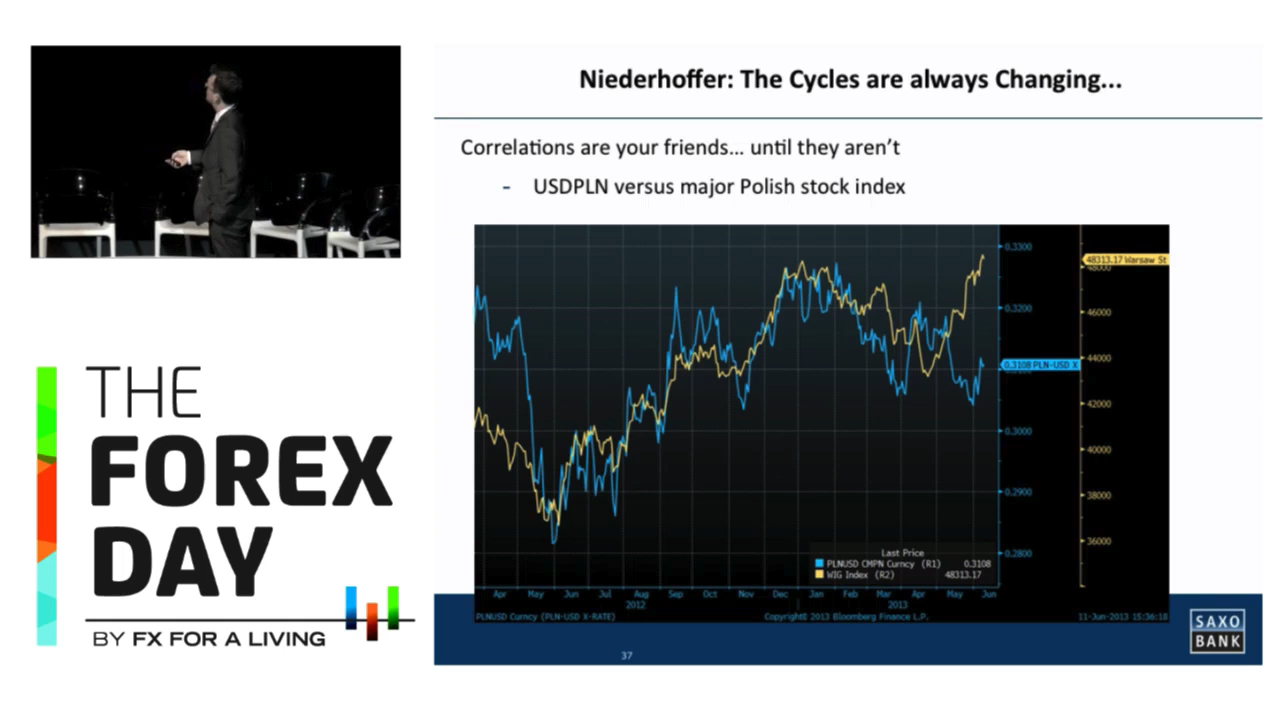 Niederhoffer: The Cycles are always Changing...
Correlations are your friends... until they aren't
- USDPLN versus major Polish stock index
0.3300
48313.17 Warsaw St
48000
0.3200
46000
44000
0.3108 PLN-USD X
42000
0.3000
40000
0.2900
38000
36000
0.2800
Last Price
PLNUSD CMPN Curncy (R1) 0.3108
WIG Index (R2) 48313.17
Apr May Jun Jul Aug Sep Oct Nov Dec Jan Feb Mar Apr May Jun
2012 2013
PLNUSD Curncy (PLN-USD X-RATE) Copyright© 2013 Bloomberg Finance L.P. 11-Jun-2013 15:36:18
37
SAXO
BANK
THE
FOREX
DAY
BY FX FOR A LIVING